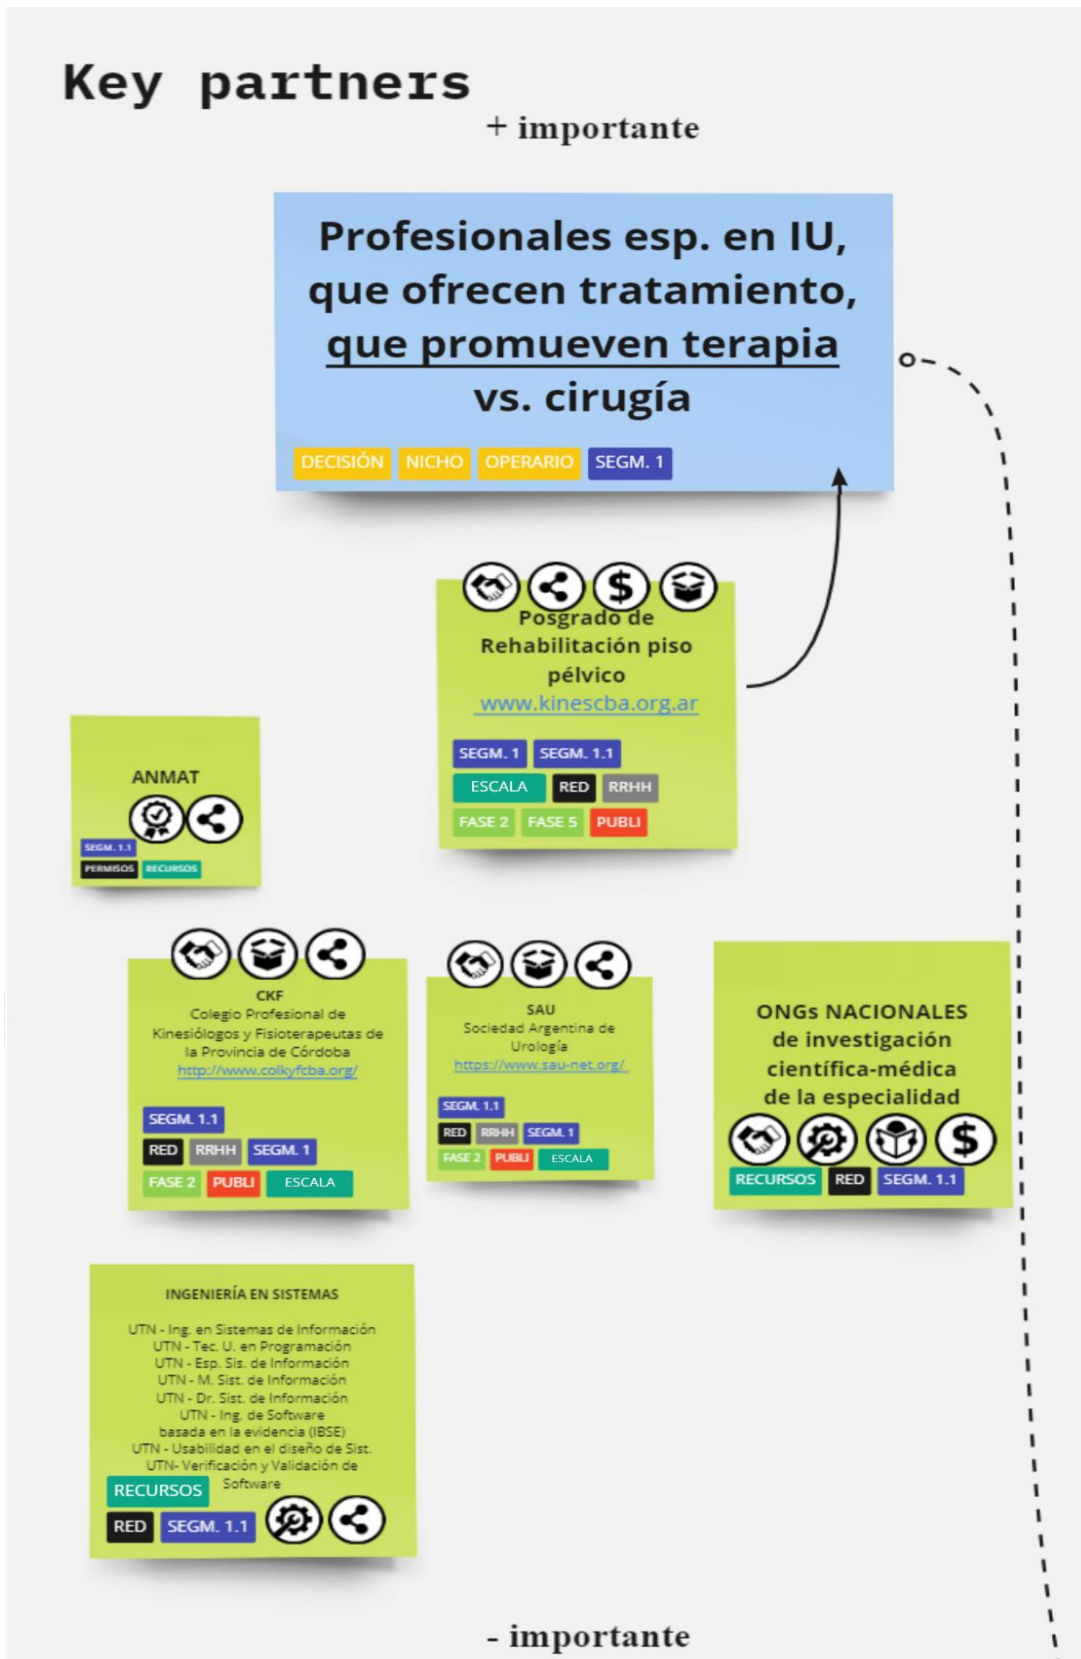 Key partners
+ importante
Profesionales esp. en IU,
que ofrecen tratamiento,
que promueven terapia
vs. cirugía
DECISIÓN NICHO OPERARIO SEGM. 1
$
Posgrado de
Rehabilitación piso
pélvico
www.kinescba.org.ar
SEGM. 1 SEGM. 1.1
ESCALA RED RRHH
FASE 2 FASE 5 PUBLI
ANMAT
SEGM. 1.1
PERMISOS RECURSOS
CKF
Colegio Profesional de
Kinesiólogos y Fisioterapeutas de
la Provincia de Córdoba
http://www.colkyfcba.org/
SEGM. 1.1
RED RRHH SEGM. 1
FASE 2 PUBLI ESCALA
SAU
Sociedad Argentina de
Urología
https://www.sau-net.org/
SEGM. 1.1
RED RRHH SEGM. 1
FASE 2 PUBLI ESCALA
ONGs NACIONALES
de investigación
científica-médica
de la especialidad
$
RECURSOS RED SEGM. 1.1
INGENIERÍA EN SISTEMAS
UTN - Ing. en Sistemas de Información
UTN - Tec. U. en Programación
UTN - Esp. Sis. de Información
UTN - M. Sist. de Información
UTN - Dr. Sist. de Información
UTN - Ing. de Software
basada en la evidencia (IBSE)
UTN - Usabilidad en el diseño de Sist.
UTN- Verificación y Validación de
Software
RECURSOS
RED SEGM. 1.1
- importante